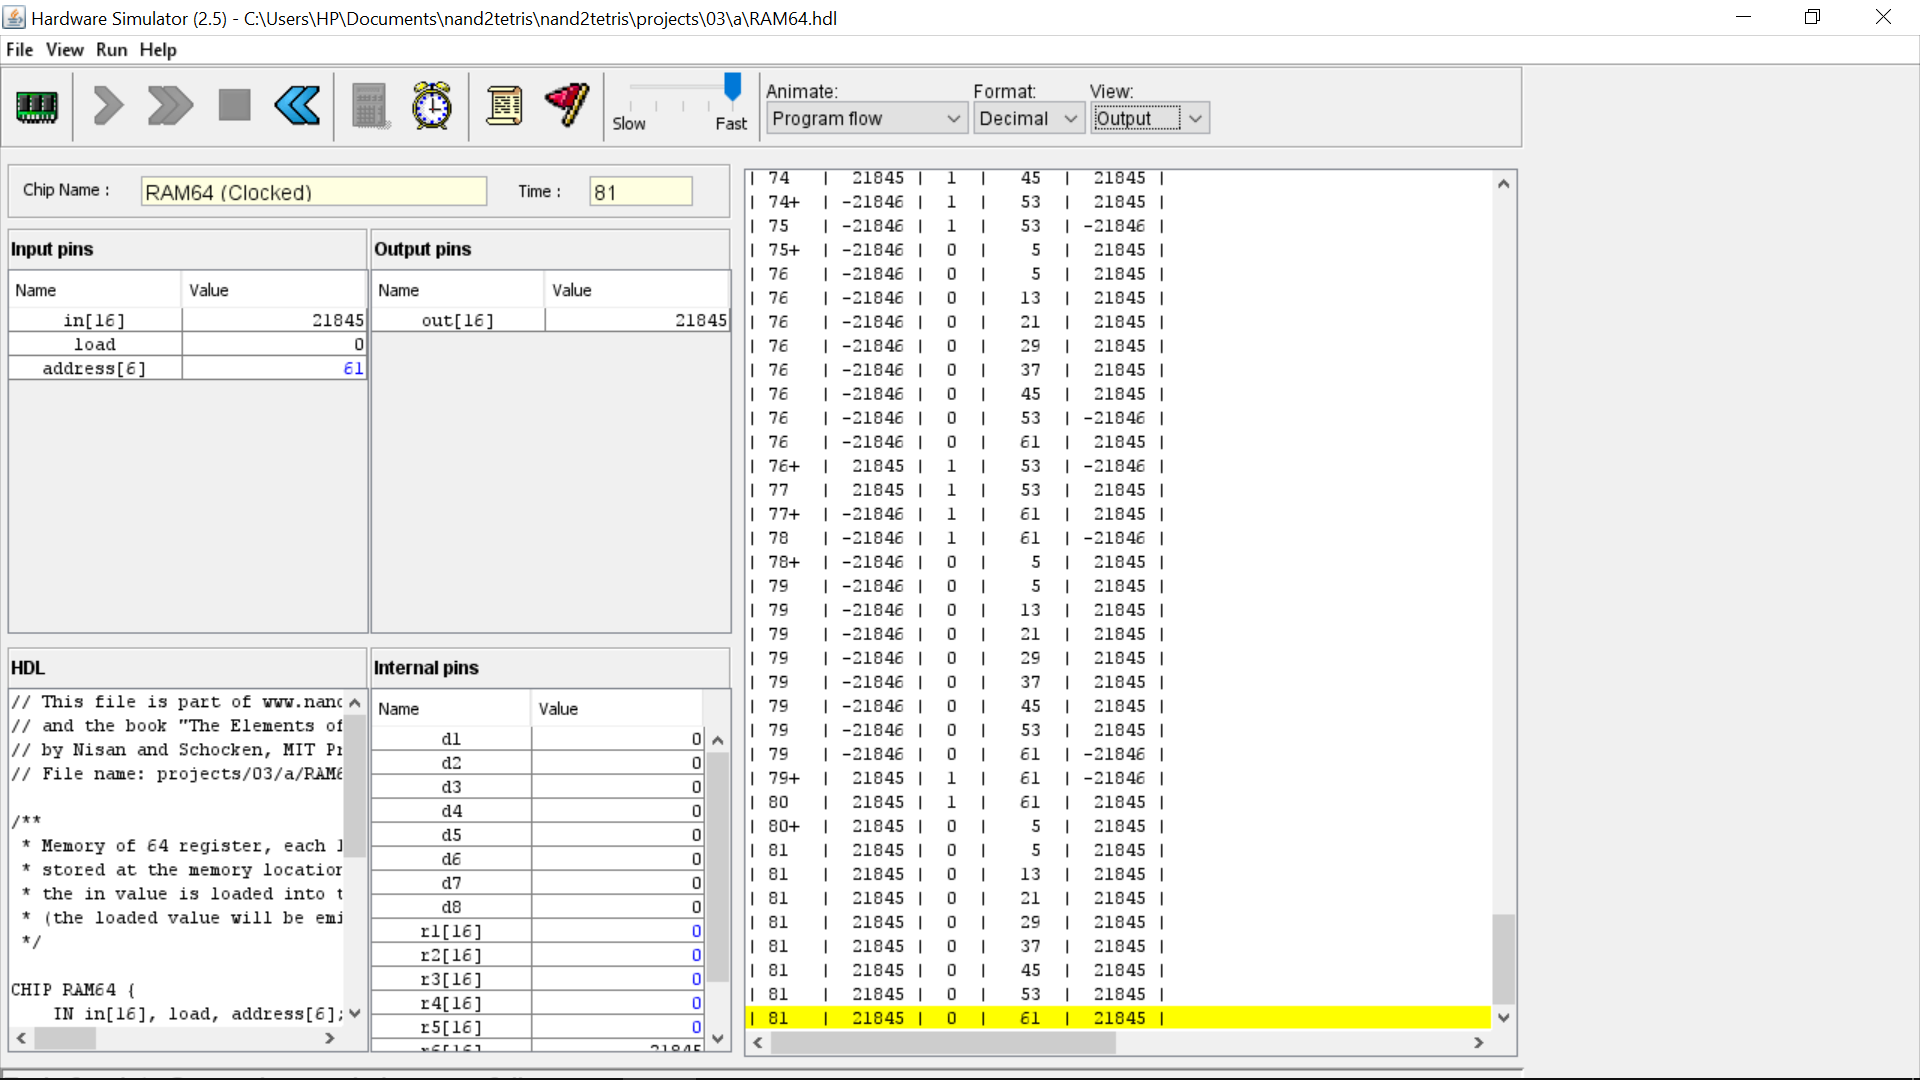 Hardware Simulator (2.5) - C:\Users\HP\Documents\nand2tetris\nand2tetris\projects\03\a\RAM64.hdl
File View Run Help
Slow Fast
Animate: Format: View:
Program flow Decimal Output
Chip Name : RAM64 (Clocked) Time : 81
Input pins
Name Value
in[16] 21845
load 0
address[6] 61
Output pins
Name Value
out[16] 21845
HDL
// This file is part of www.nand
// and the book "The Elements of
// by Nisan and Schocken, MIT Pr
// File name: projects/03/a/RAM6
/**
* Memory of 64 register, each
* stored at the memory location
* the in value is loaded into t
* (the loaded value will be emi
*/
CHIP RAM64 {
IN in[16], load, address[6];
Internal pins
Name Value
d1 0
d2 0
d3 0
d4 0
d5 0
d6 0
d7 0
d8 0
r1[16] 0
r2[16] 0
r3[16] 0
r4[16] 0
r5[16] 0
r6[16] 21845
| 74 | 21845 | 1 | 45 | 21845 |
| 74+ | -21846 | 1 | 53 | 21845 |
| 75 | -21846 | 1 | 53 | -21846 |
| 75+ | -21846 | 0 | 5 | 21845 |
| 76 | -21846 | 0 | 5 | 21845 |
| 76 | -21846 | 0 | 13 | 21845 |
| 76 | -21846 | 0 | 21 | 21845 |
| 76 | -21846 | 0 | 29 | 21845 |
| 76 | -21846 | 0 | 37 | 21845 |
| 76 | -21846 | 0 | 45 | 21845 |
| 76 | -21846 | 0 | 53 | -21846 |
| 76 | -21846 | 0 | 61 | 21845 |
| 76+ | 21845 | 1 | 53 | -21846 |
| 77 | 21845 | 1 | 53 | 21845 |
| 77+ | -21846 | 1 | 61 | 21845 |
| 78 | -21846 | 1 | 61 | -21846 |
| 78+ | -21846 | 0 | 5 | 21845 |
| 79 | -21846 | 0 | 5 | 21845 |
| 79 | -21846 | 0 | 13 | 21845 |
| 79 | -21846 | 0 | 21 | 21845 |
| 79 | -21846 | 0 | 29 | 21845 |
| 79 | -21846 | 0 | 37 | 21845 |
| 79 | -21846 | 0 | 45 | 21845 |
| 79 | -21846 | 0 | 53 | 21845 |
| 79 | -21846 | 0 | 61 | -21846 |
| 79+ | 21845 | 1 | 61 | -21846 |
| 80 | 21845 | 1 | 61 | 21845 |
| 80+ | 21845 | 0 | 5 | 21845 |
| 81 | 21845 | 0 | 5 | 21845 |
| 81 | 21845 | 0 | 13 | 21845 |
| 81 | 21845 | 0 | 21 | 21845 |
| 81 | 21845 | 0 | 29 | 21845 |
| 81 | 21845 | 0 | 37 | 21845 |
| 81 | 21845 | 0 | 45 | 21845 |
| 81 | 21845 | 0 | 53 | 21845 |
| 81 | 21845 | 0 | 61 | 21845 |